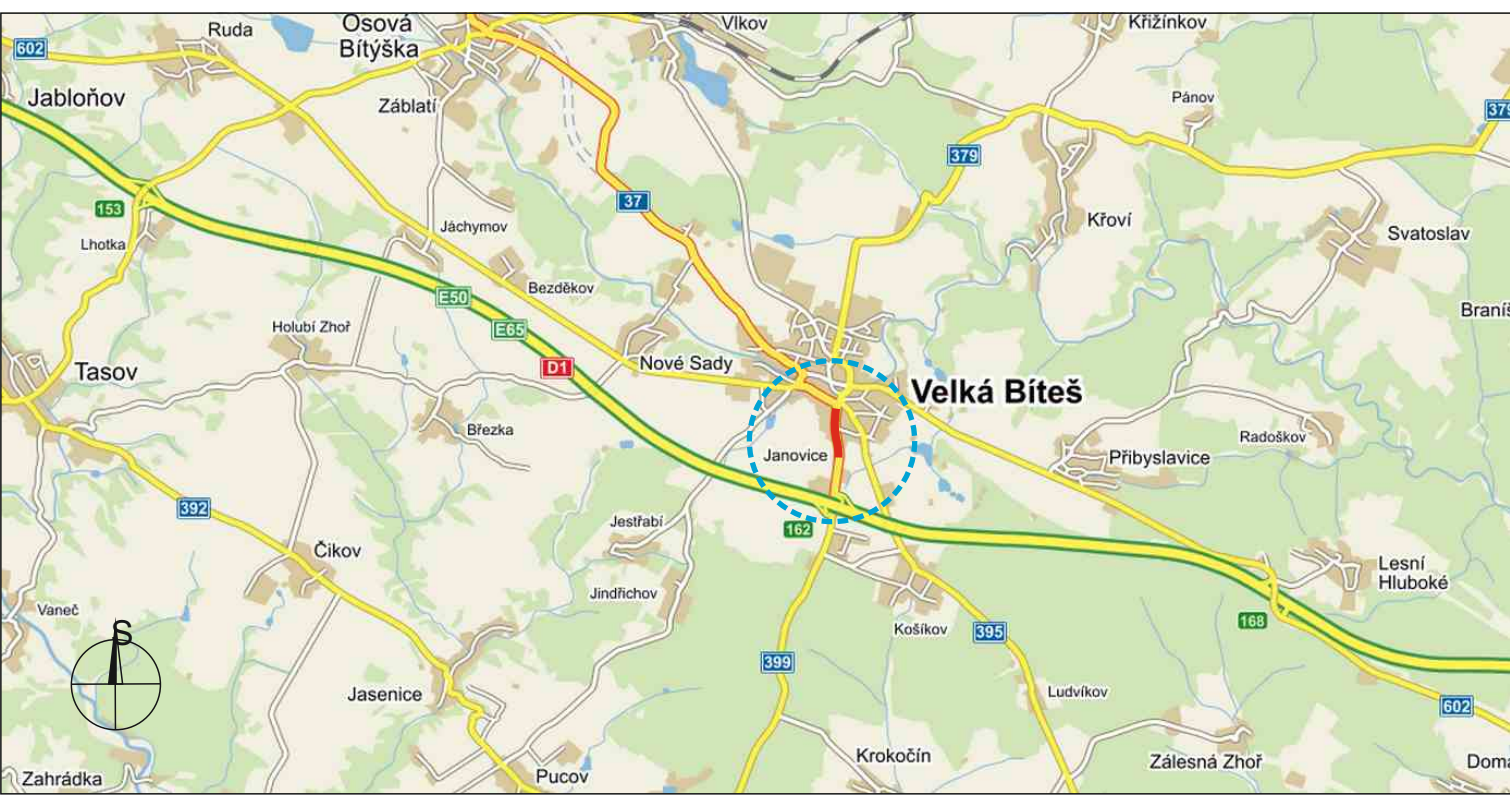 Ruda
Osová
Bítýška
Vlkov
Křižínkov
602
Jabloňov
Záblatí
Pánov
379
379
153
37
Lhotka
Jáchymov
Křoví
Svatoslav
E50
Bezděkov
E65
Holubí Zhoř
D1
Nové Sady
Tasov
Velká Bíteš
Březka
Janovice
Radoškov
Přibyslavice
392
Jestřabí
162
Čikov
Lesní
Hluboké
Jindřichov
Vaneč
S
Košíkov
395
168
399
Jasenice
Ludvíkov
602
Krokočín
Zálesná Zhoř
Zahrádka
Pucov